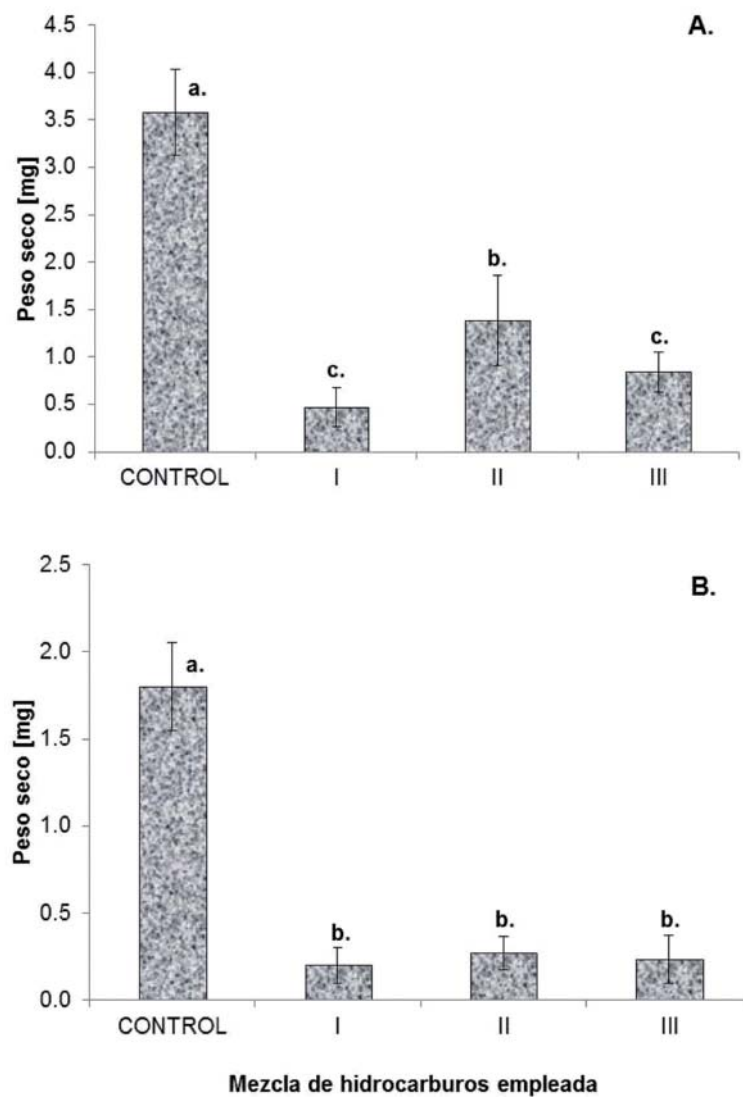 A.
Peso seco [mg]
4.5
4.0
3.5
3.0
2.5
2.0
1.5
1.0
0.5
0.0
a.
c.
b.
c.
CONTROL I II III
B.
Peso seco [mg]
2.5
2.0
1.5
1.0
0.5
0.0
a.
b.
b.
b.
CONTROL I II III
Mezcla de hidrocarburos empleada